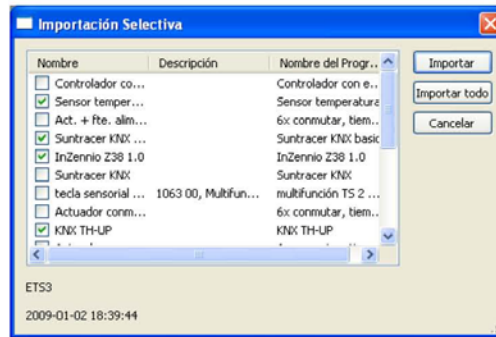 Importación Selectiva
Nombre Descripción Nombre del Progr..
Controlador co... Controlador con e..
Sensor temper... Sensor temperatura
Act. + fte. alim... 6x conmutar, tiem..
Suntracer KNX ... Suntracer KNX basic
InZennio Z38 1.0 InZennio Z38 1.0
Suntracer KNX Suntracer KNX
tecla sensorial ... 1063 00, Multifun... multifunción TS 2 ...
Actuador conm... 6x conmutar, tiem..
KNX TH-UP KNX TH-UP
Importar
Importar todo
Cancelar
ETS3
2009-01-02 18:39:44